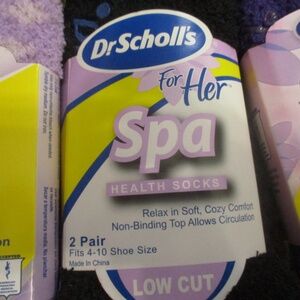 Dr Scholl's
For Her
Spa
HEALTH SOCKS
Relax in Soft, Cozy Comfort
Non-Binding Top Allows Circulation
2 Pair
Fits 4-10 Shoe Size
Made In China
LOW CUT